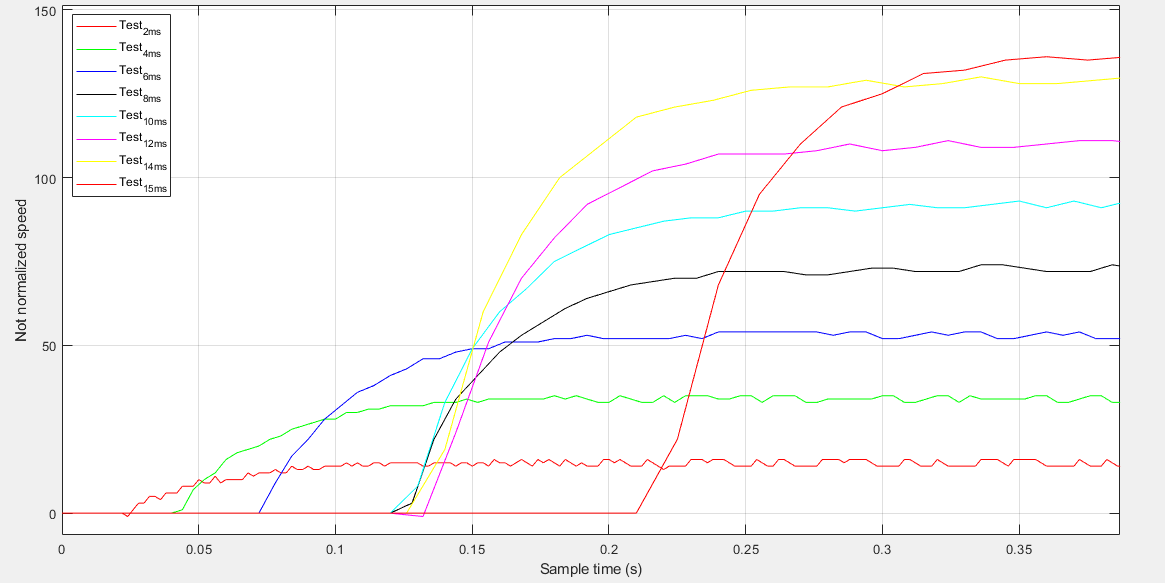 150
100
50
0
Not normalized speed
Test2ms
Test4ms
Test6ms
Test8ms
Test10ms
Test12ms
Test14ms
Test15ms
0 0.05 0.1 0.15 0.2 0.25 0.3 0.35
Sample time (s)